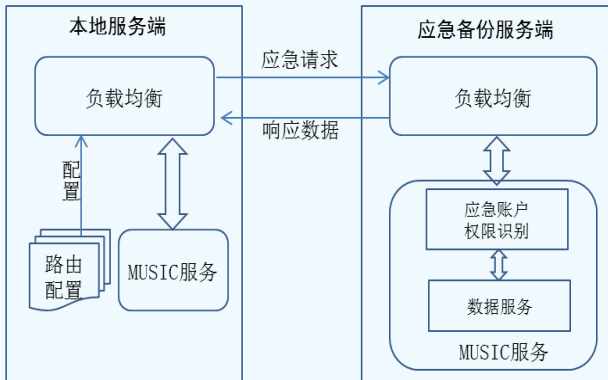 本地服务端
应急备份服务端
负载均衡
应急请求
响应数据
负载均衡
配
置
路由
配置
MUSIC服务
应急账户
权限识别
数据服务
MUSIC服务